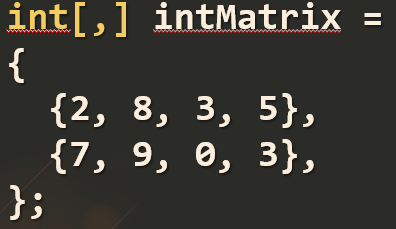 int[,] intMatrix =
{
  {2, 8, 3, 5},
  {7, 9, 0, 3},
};